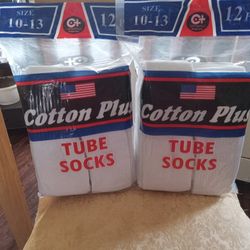 SIZE
10-13
C+
12
Cotton Plus
TUBE
SOCKS
SIZE
10-13
C+
12
Cotton Plus
TUBE
SOCKS